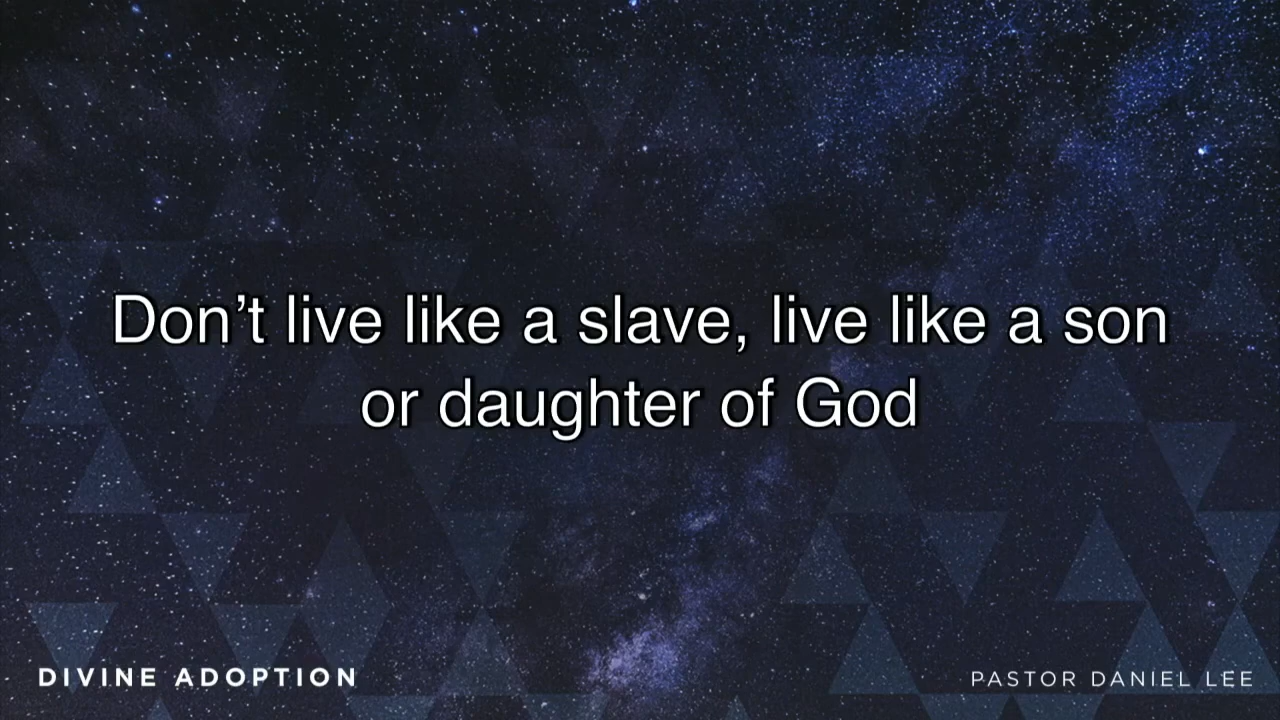 Don’t live like a slave, live like a son
or daughter of God
DIVINE ADOPTION
PASTOR DANIEL LEE